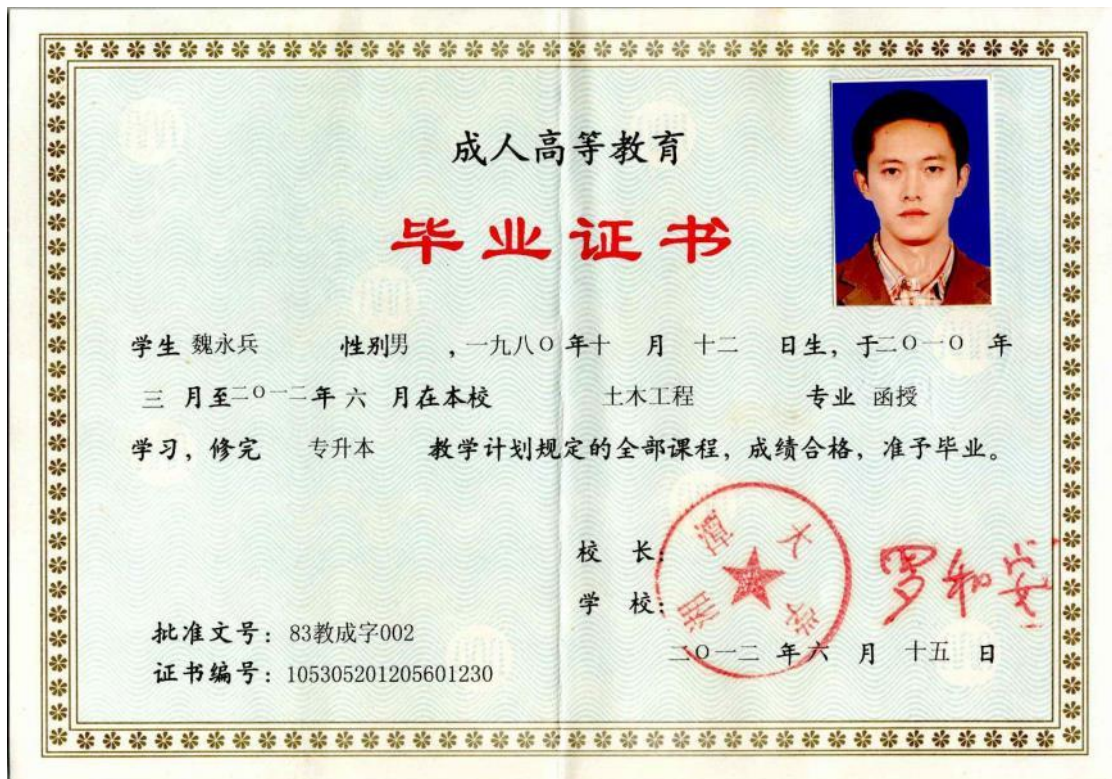 成人高等教育
毕业证书
学生 魏永兵 性别男 ,一九八〇年十 月 十二 日生,于二〇一〇 年
三 月至二〇一二年 六 月在本校 土木工程 专业 函授
学习,修完 专升本 教学计划规定的全部课程,成绩合格,准予毕业。
校 长: 罗和安
学 校: 湘潭大学
批准文号:83教成字002
二〇一二 年六 月 十五 日
证书编号:105305201205601230